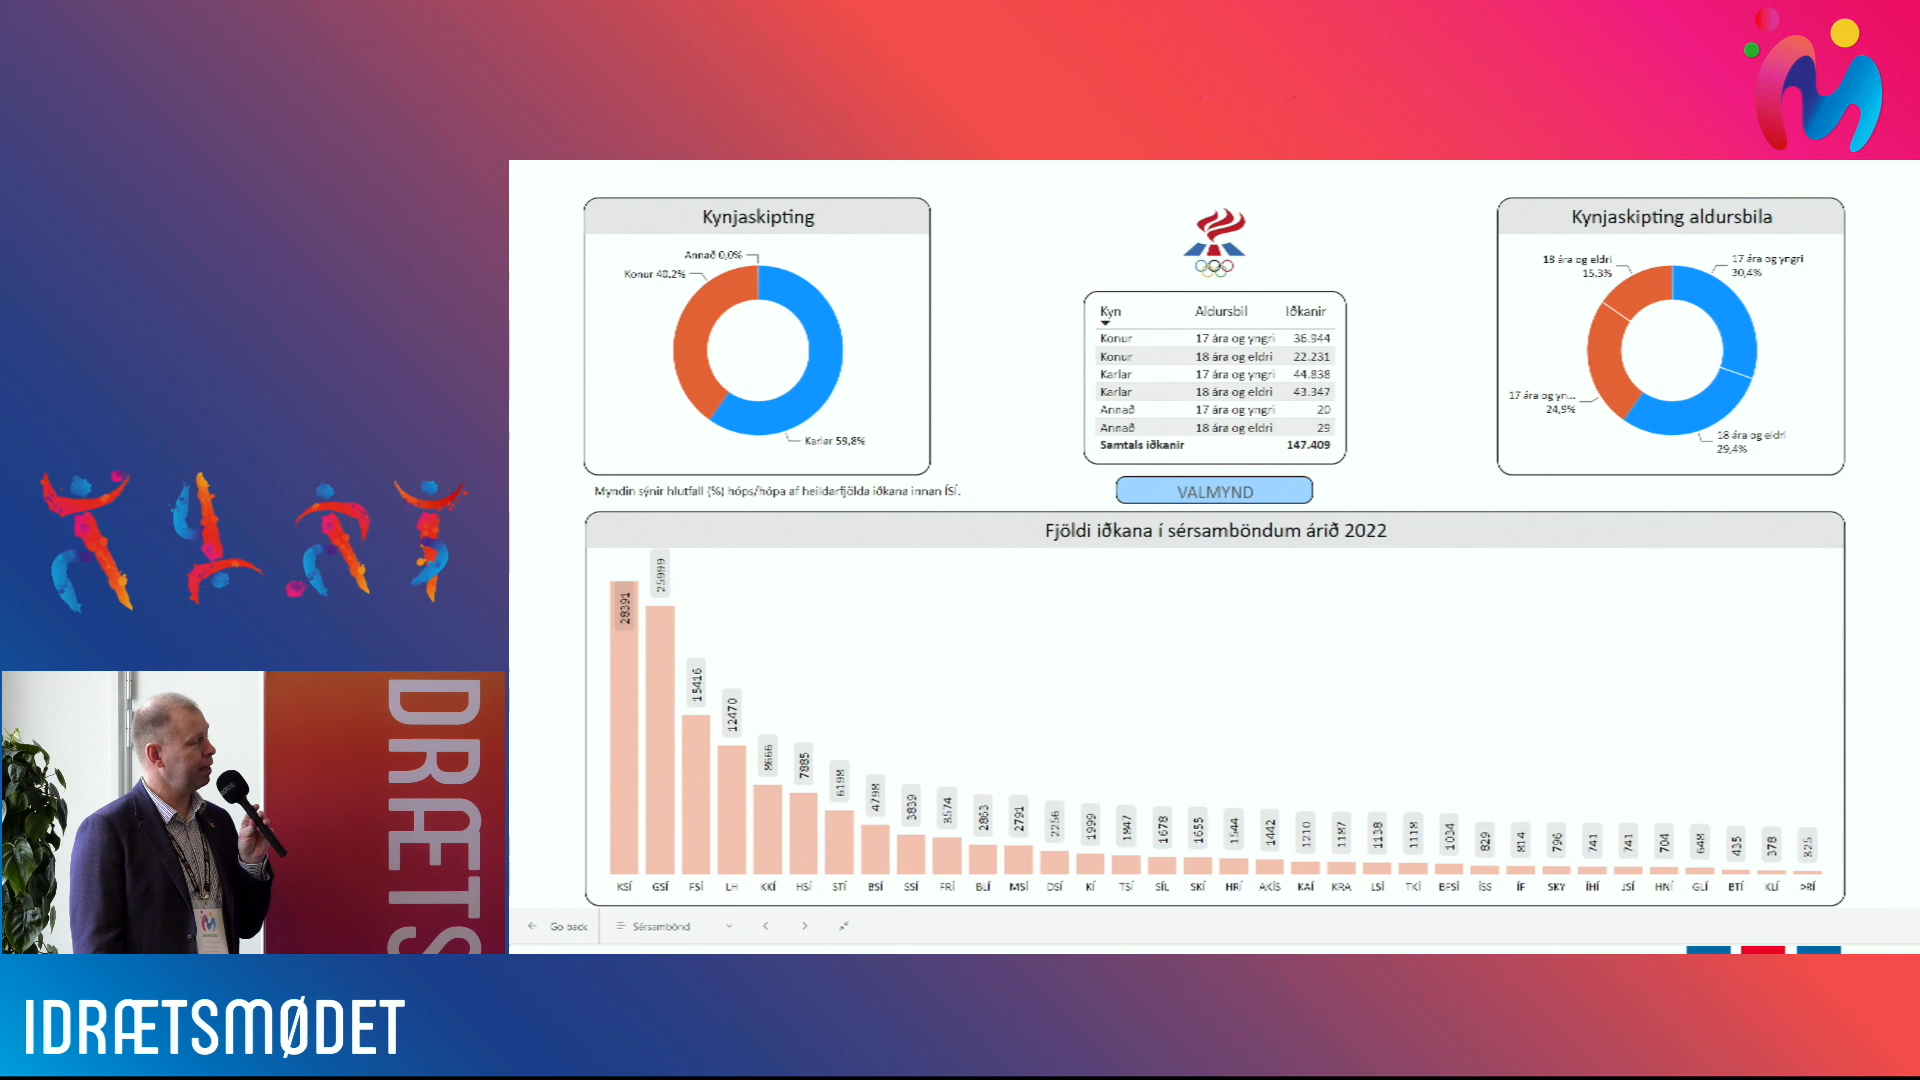 Kynjaskipting
Annað 0,0%
Konur 40,2%
Karlar 59,8%
Myndin sýnir hlutfall (%) hóps/hópa af heildarfjölda iðkana innan ÍSÍ.
Kyn Aldursbil Iðkanir
Konur 17 ára og yngri 36.944
Konur 18 ára og eldri 22.231
Karlar 17 ára og yngri 44.838
Karlar 18 ára og eldri 43.347
Annað 17 ára og yngri 20
Annað 18 ára og eldri 29
Samtals iðkanir 147.409
VALMYND
Kynjaskipting aldursbila
18 ára og eldri
15,3%
17 ára og yngri
30,4%
17 ára og yn...
24,9%
18 ára og eldri
29,4%
Fjöldi iðkana í sérsamböndum árið 2022
28391 25999 15416 12470 8666 7885 6198 4798 3839 3574 2863 2791 2256 1999 1847 1678 1655 1544 1442 1210 1187 1138 1118 1034 829 814 796 741 741 704 648 435 378 325
KSÍ GSÍ FSÍ LH KKÍ HSÍ STÍ BSÍ SSÍ FRÍ BLÍ MSÍ DSÍ KÍ TSÍ SÍL SKÍ HRÍ AKÍS KAÍ KRA LSÍ TKÍ BFSÍ ÍSS ÍF SKY ÍHÍ JSÍ HNÍ GLÍ BTÍ KLÍ ÞRÍ
Go back Sérsambönd
DRÆTS
IDRÆTSMØDET